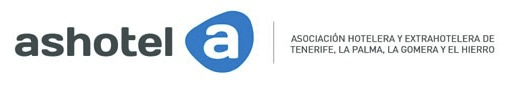 ashotel a
ASOCIACIÓN HOTELERA Y EXTRAHOTELERA DE
TENERIFE, LA PALMA, LA GOMERA Y EL HIERRO